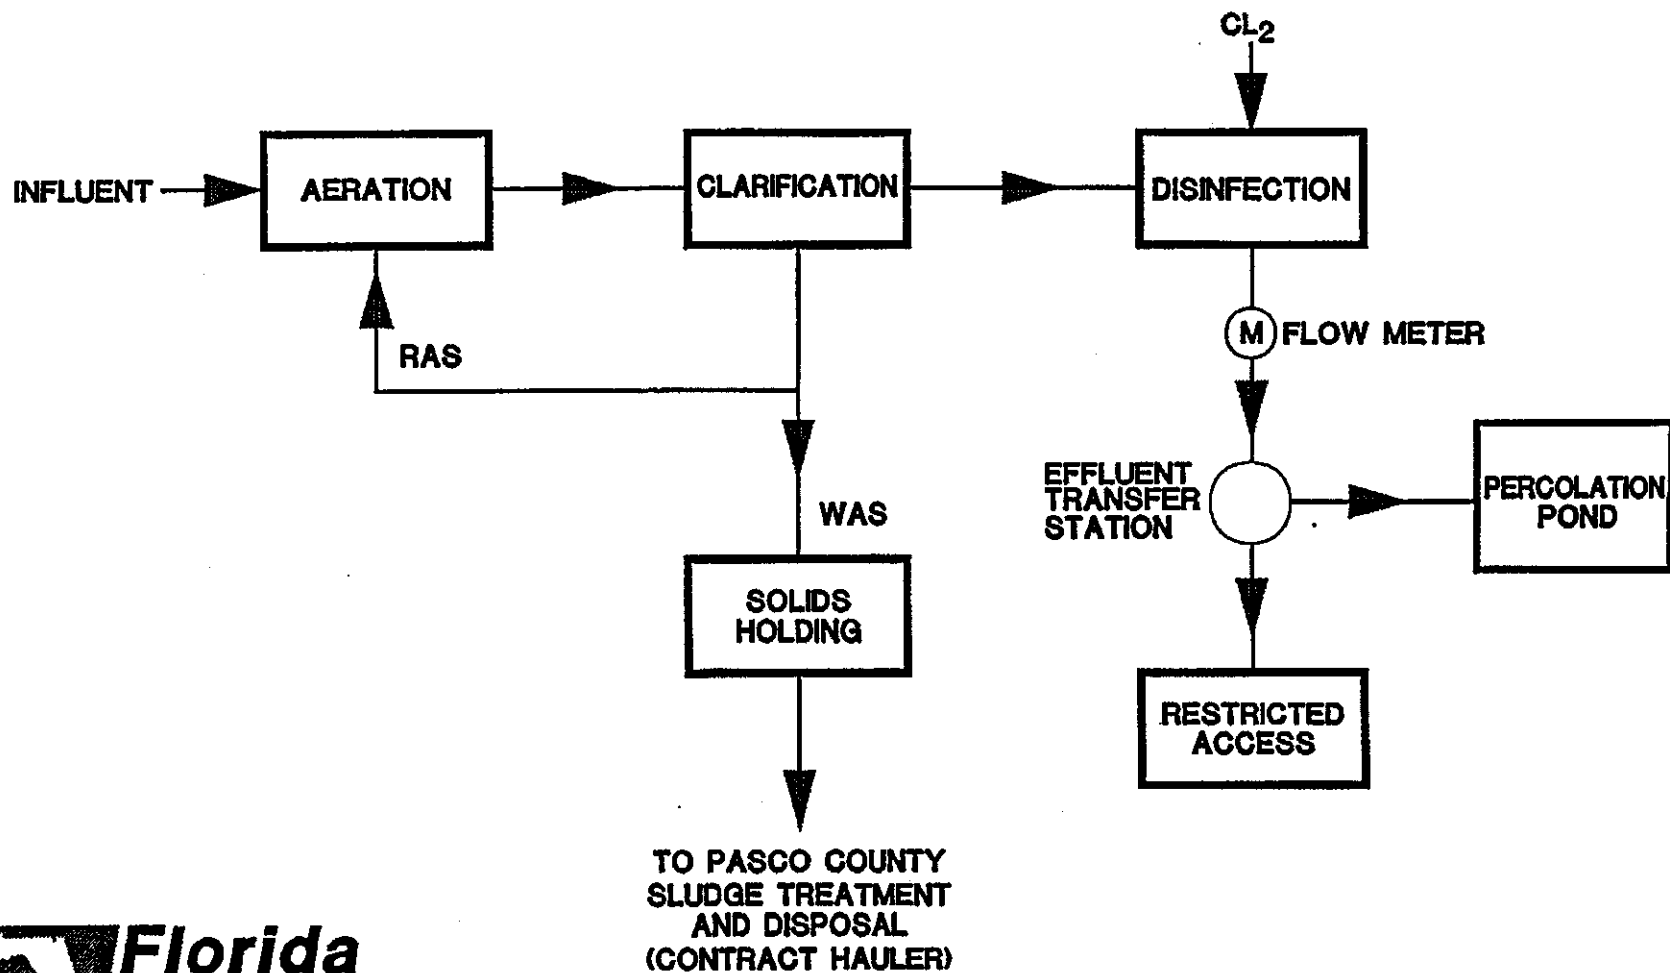 CL2
INFLUENT
AERATION
CLARIFICATION
DISINFECTION
RAS
M
FLOW METER
WAS
EFFLUENT
TRANSFER
STATION
PERCOLATION
POND
SOLIDS
HOLDING
RESTRICTED
ACCESS
TO PASCO COUNTY
SLUDGE TREATMENT
AND DISPOSAL
(CONTRACT HAULER)
Florida